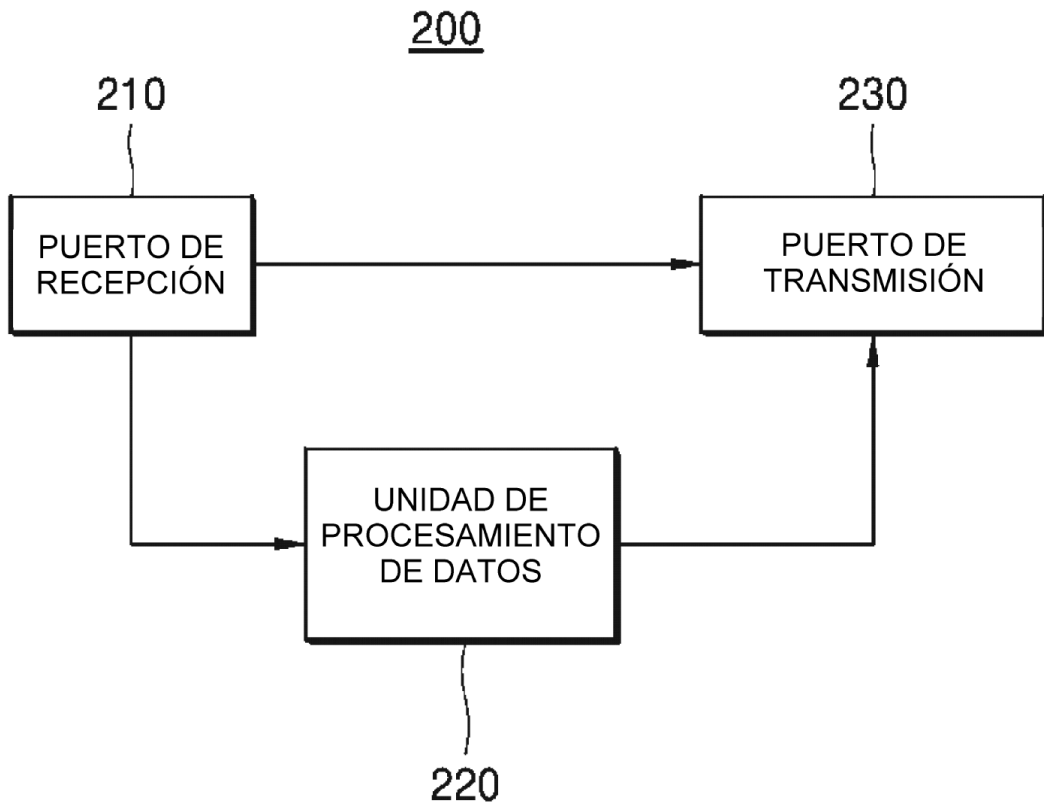 200
210
230
PUERTO DE
RECEPCIÓN
PUERTO DE
TRANSMISIÓN
UNIDAD DE
PROCESAMIENTO
DE DATOS
220